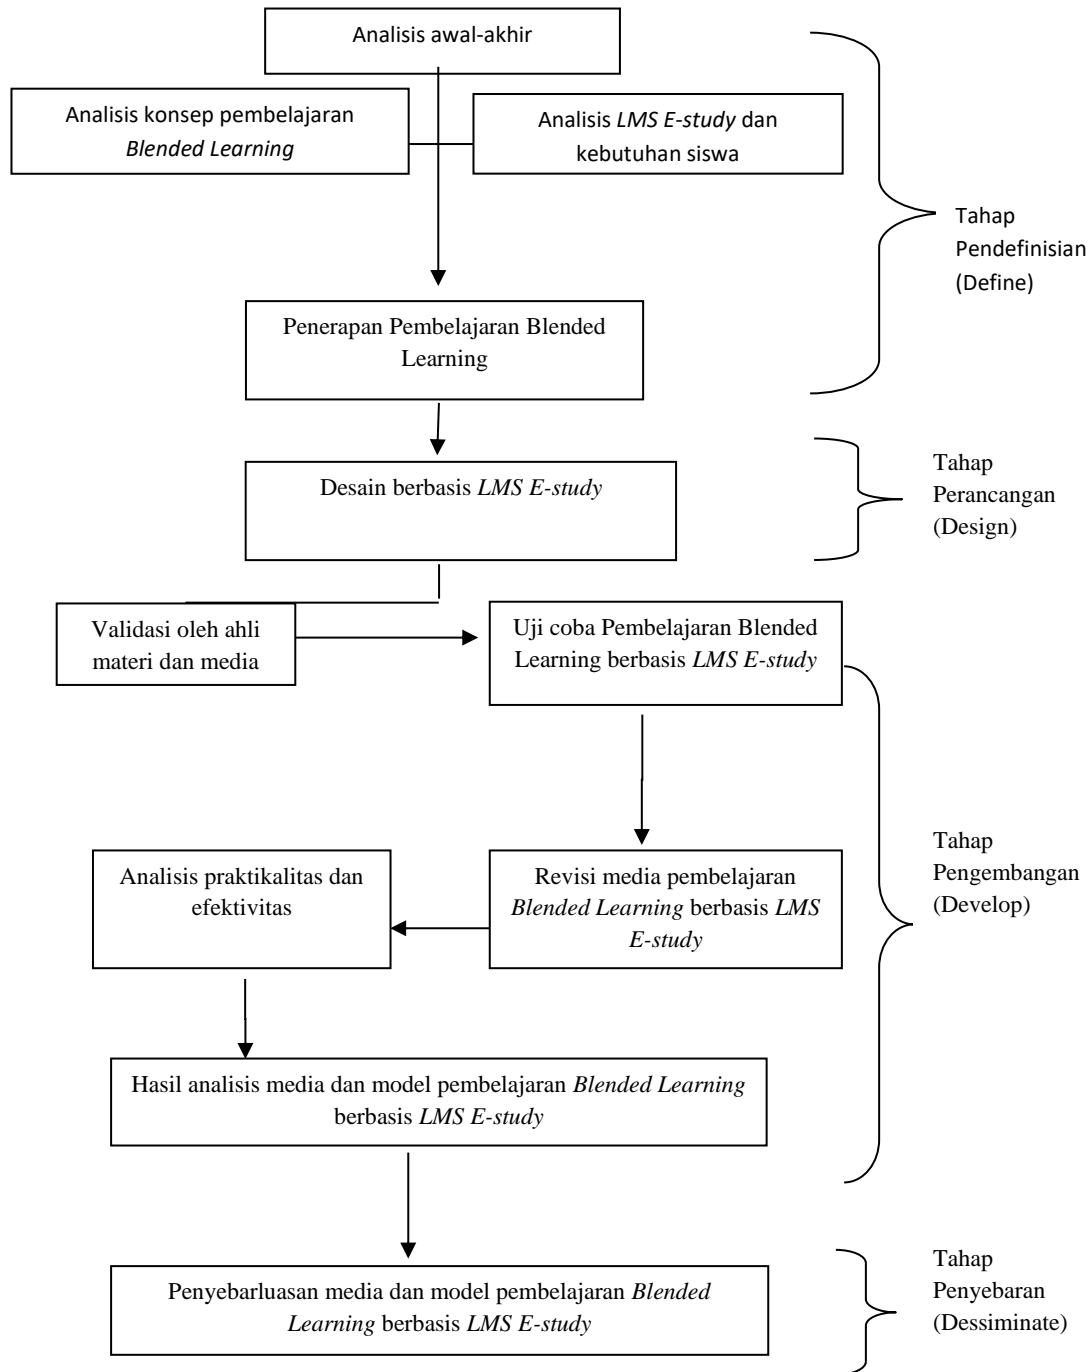 Analisis awal-akhir
Analisis konsep pembelajaran
Blended Learning
Analisis LMS E-study dan
kebutuhan siswa
Tahap
Pendefinisian
(Define)
Penerapan Pembelajaran Blended
Learning
Desain berbasis LMS E-study
Tahap
Perancangan
(Design)
Validasi oleh ahli
materi dan media
Uji coba Pembelajaran Blended
Learning berbasis LMS E-study
Tahap
Pengembangan
(Develop)
Revisi media pembelajaran
Blended Learning berbasis LMS
E-study
Analisis praktikalitas dan
efektivitas
Hasil analisis media dan model pembelajaran Blended Learning
berbasis LMS E-study
Penyebarluasan media dan model pembelajaran Blended
Learning berbasis LMS E-study
Tahap
Penyebaran
(Dessiminate)